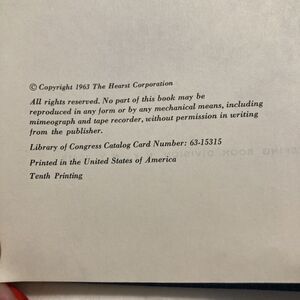 © Copyright 1963 The Hearst Corporation
All rights reserved. No part of this book may be
reproduced in any form or by any mechanical means, including
mimeograph and tape recorder, without permission in writing
from the publisher.
Library of Congress Catalog Card Number: 63-15315
Printed in the United States of America
Tenth Printing